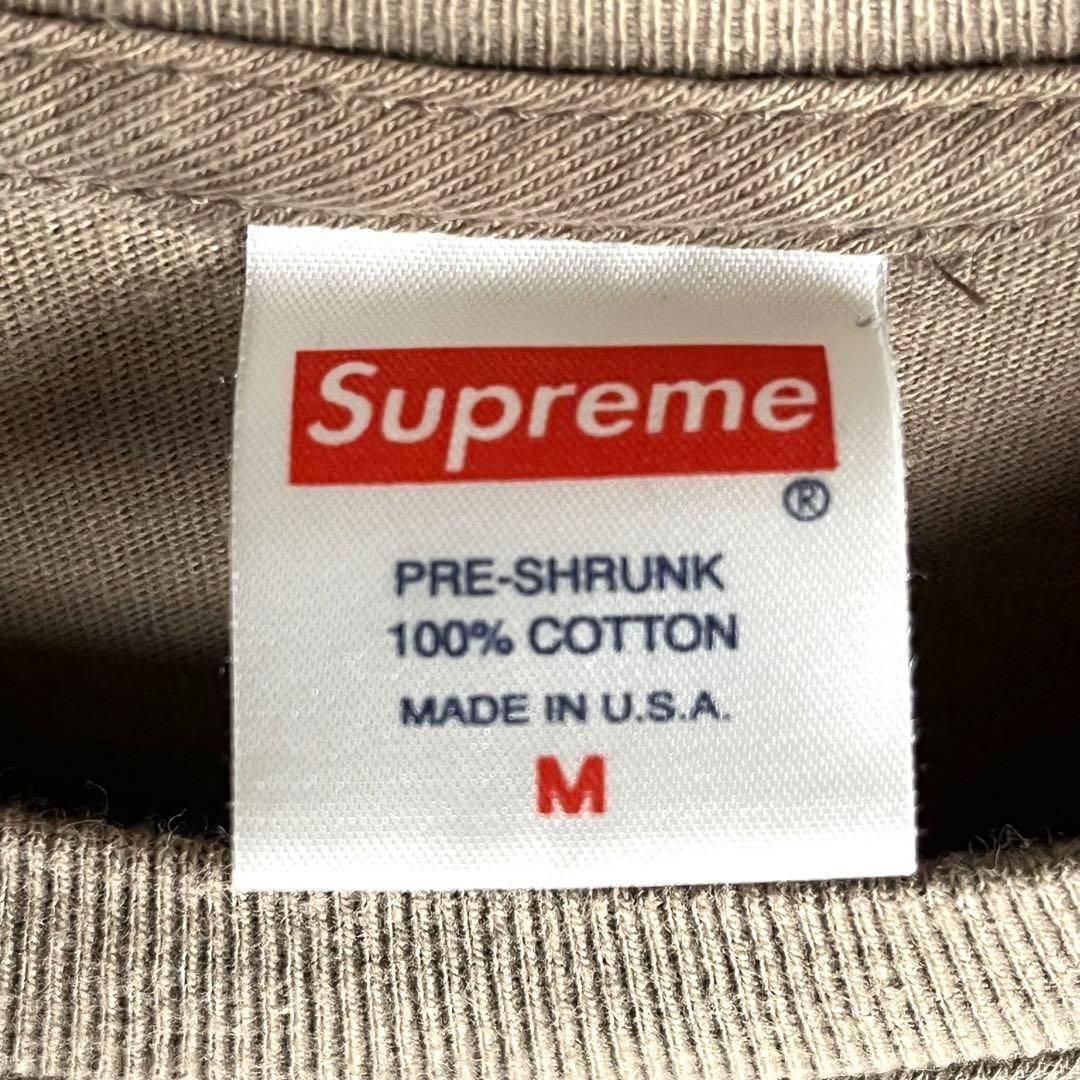 Supreme
®
PRE-SHRUNK
100% COTTON
MADE IN U.S.A.
M